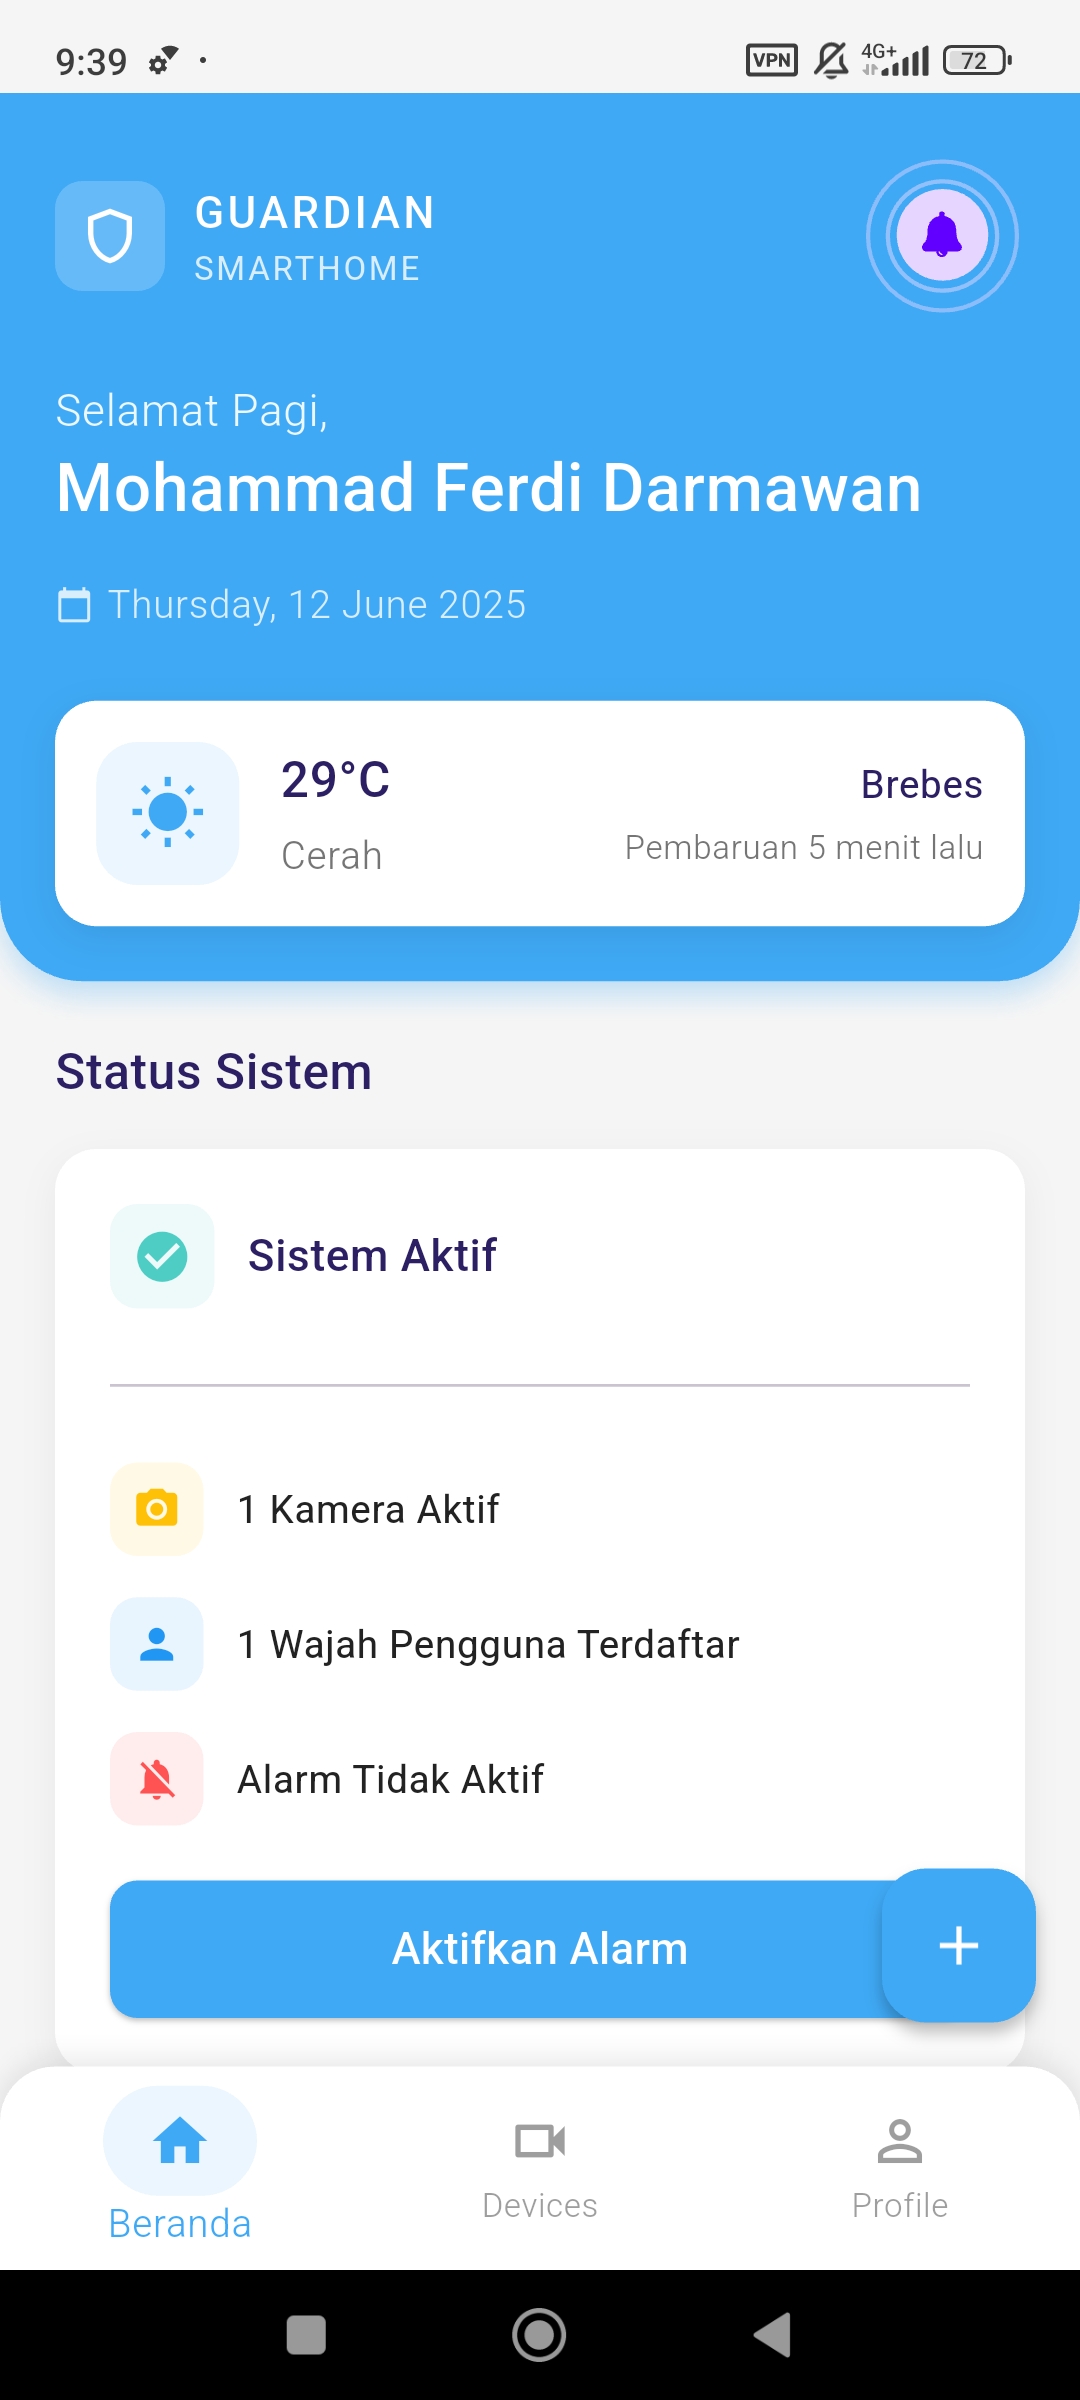 9:39
VPN
4G+
72
GUARDIAN
SMARTHOME
Selamat Pagi,
Mohammad Ferdi Darmawan
Thursday, 12 June 2025
29°C
Cerah
Brebes
Pembaruan 5 menit lalu
Status Sistem
Sistem Aktif
1 Kamera Aktif
1 Wajah Pengguna Terdaftar
Alarm Tidak Aktif
Aktifkan Alarm
Beranda
Devices
Profile